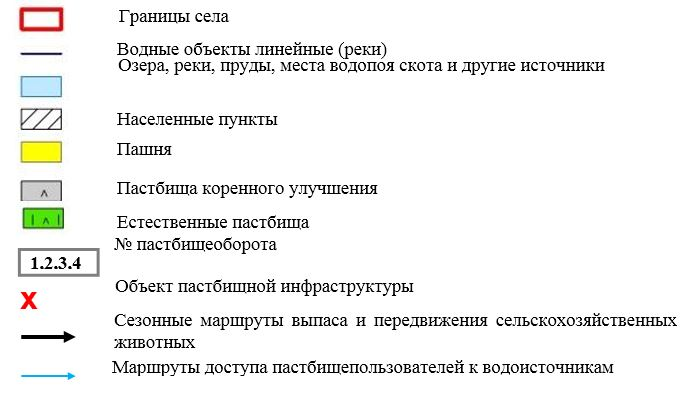 Границы села
Водные объекты линейные (реки)
Озера, реки, пруды, места водопоя скота и другие источники
Населенные пункты
Пашня
Пастбища коренного улучшения
Естественные пастбища
№ пастбищеоборота
1.2.3.4
Объект пастбищной инфраструктуры
X
Сезонные маршруты выпаса и передвижения сельскохозяйственных
животных
Маршруты доступа пастбищепользователей к водоисточникам